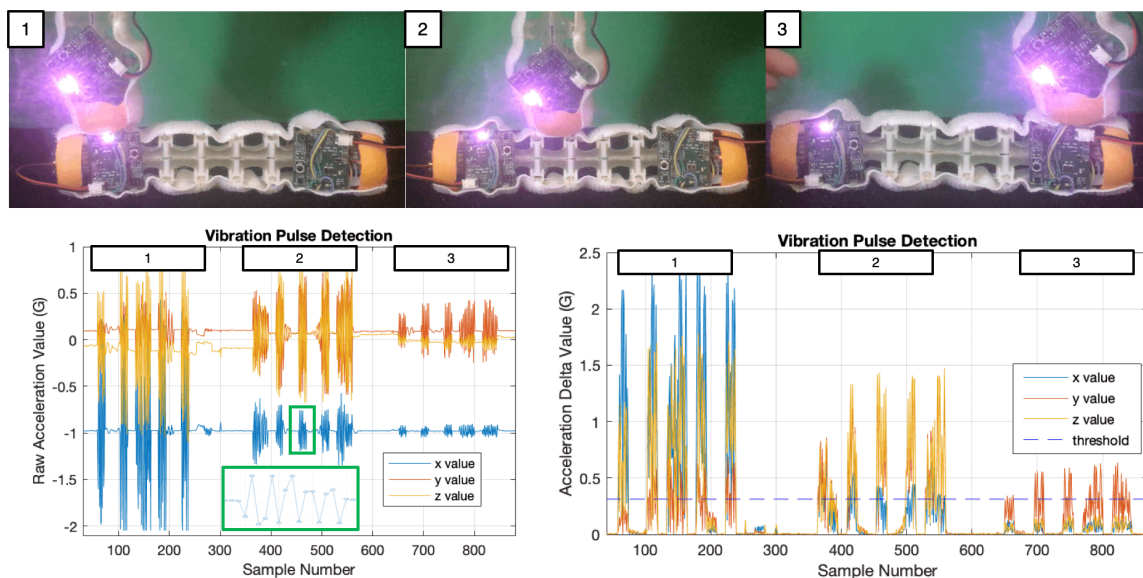 1
2
3
Vibration Pulse Detection
1
2
3
1
0.5
0
-0.5
-1
-1.5
-2
Raw Acceleration Value (G)
x value
y value
z value
100
200
300
400
500
600
700
800
Sample Number
Vibration Pulse Detection
1
2
3
2.5
2
1.5
1
0.5
0
Acceleration Delta Value (G)
x value
y value
z value
threshold
100
200
300
400
500
600
700
800
Sample Number